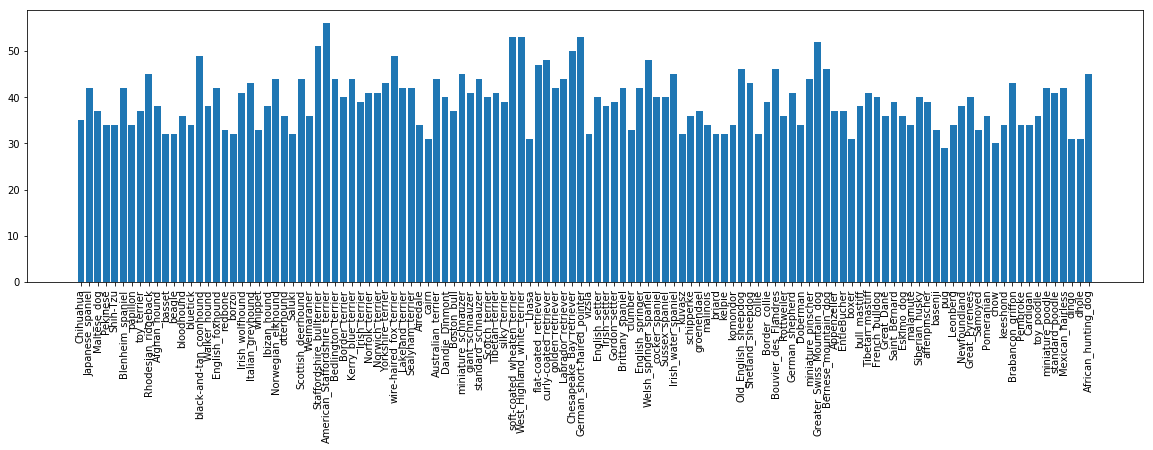 50
40
30
20
10
0
Chihuahua
Japanese_spaniel
Maltese_dog
Pekinese
Shih-Tzu
Blenheim_spaniel
papillon
toy_terrier
Rhodesian_ridgeback
Afghan_hound
basset
beagle
bloodhound
bluetick
black-and-tan_coonhound
Walker_hound
English_foxhound
redbone
borzoi
Irish_wolfhound
Italian_greyhound
whippet
Ibizan_hound
Norwegian_elkhound
otterhound
Saluki
Scottish_deerhound
Weimaraner
Staffordshire_bullterrier
American_Staffordshire_terrier
Bedlington_terrier
Border_terrier
Kerry_blue_terrier
Irish_terrier
Norfolk_terrier
Norwich_terrier
Yorkshire_terrier
wire-haired_fox_terrier
Lakeland_terrier
Sealyham_terrier
Airedale
cairn
Australian_terrier
Dandie_Dinmont
Boston_bull
miniature_schnauzer
giant_schnauzer
standard_schnauzer
Scotch_terrier
Tibetan_terrier
silky_terrier
soft-coated_wheaten_terrier
West_Highland_white_terrier
Lhasa
flat-coated_retriever
curly-coated_retriever
golden_retriever
Labrador_retriever
Chesapeake_Bay_retriever
German_short-haired_pointer
vizsla
English_setter
Irish_setter
Gordon_setter
Brittany_spaniel
clumber
English_springer
Welsh_springer_spaniel
cocker_spaniel
Sussex_spaniel
Irish_water_spaniel
kuvasz
schipperke
groenendael
malinois
briard
kelpie
komondor
Old_English_sheepdog
Shetland_sheepdog
collie
Border_collie
Bouvier_des_Flandres
Rottweiler
German_shepherd
Doberman
miniature_pinscher
Greater_Swiss_Mountain_dog
Bernese_mountain_dog
Appenzeller
EntleBucher
boxer
bull_mastiff
Tibetan_mastiff
French_bulldog
Great_Dane
Saint_Bernard
Eskimo_dog
malamute
Siberian_husky
affenpinscher
basenji
pug
Leonberg
Newfoundland
Great_Pyrenees
Samoyed
Pomeranian
chow
keeshond
Brabancon_griffon
Pembroke
Cardigan
toy_poodle
miniature_poodle
standard_poodle
Mexican_hairless
dingo
dhole
African_hunting_dog